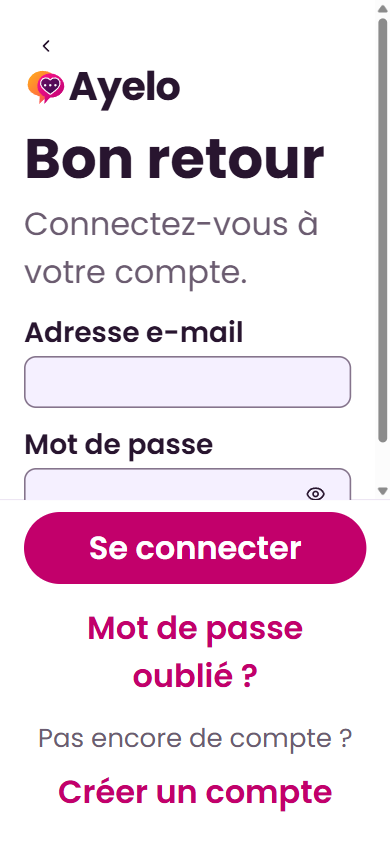 Ayelo
Bon retour
Connectez-vous à
votre compte.
Adresse e-mail
Mot de passe
Se connecter
Mot de passe
oublié ?
Pas encore de compte ?
Créer un compte